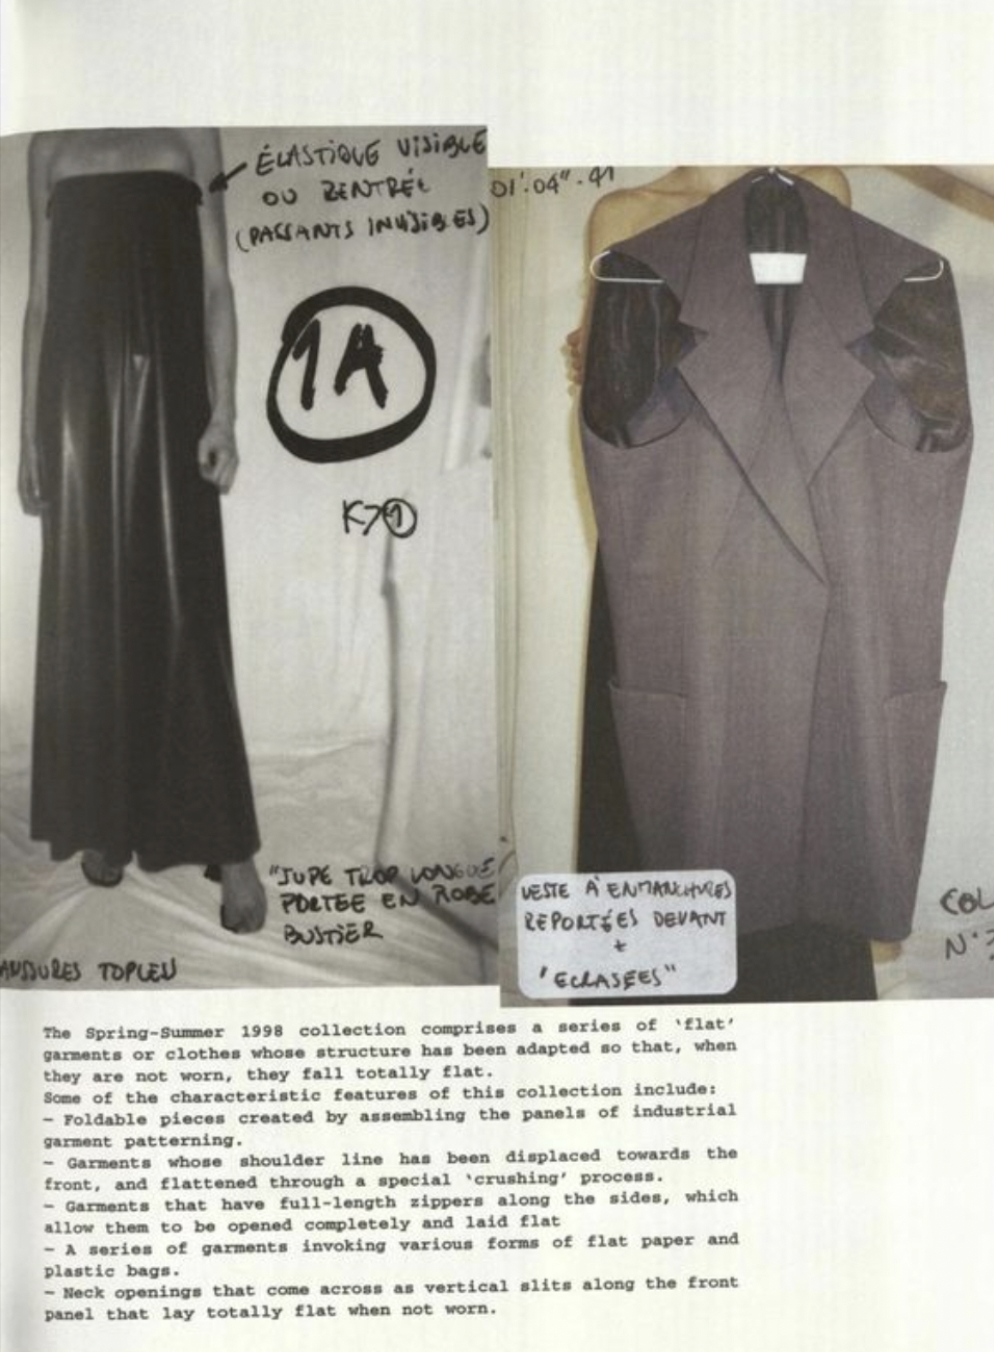 ÉLASTIQUE VISIBLE
OU RENTRÉE
(PASSANTS INVISIBLES)
1A
K7 1
"JUPE TROP LONGUE
PORTEE EN ROBE
BUSTIER
AUSSURES TOPLESS
01'.04".41
VESTE À EMMANCHURES
REPORTÉES DEVANT
+
"ECRASÉES"
COL
N°3
The Spring-Summer 1998 collection comprises a series of 'flat'
garments or clothes whose structure has been adapted so that, when
they are not worn, they fall totally flat.
Some of the characteristic features of this collection include:
- Foldable pieces created by assembling the panels of industrial
garment patterning.
- Garments whose shoulder line has been displaced towards the
front, and flattened through a special 'crushing' process.
- Garments that have full-length zippers along the sides, which
allow them to be opened completely and laid flat
- A series of garments invoking various forms of flat paper and
plastic bags.
- Neck openings that come across as vertical slits along the front
panel that lay totally flat when not worn.